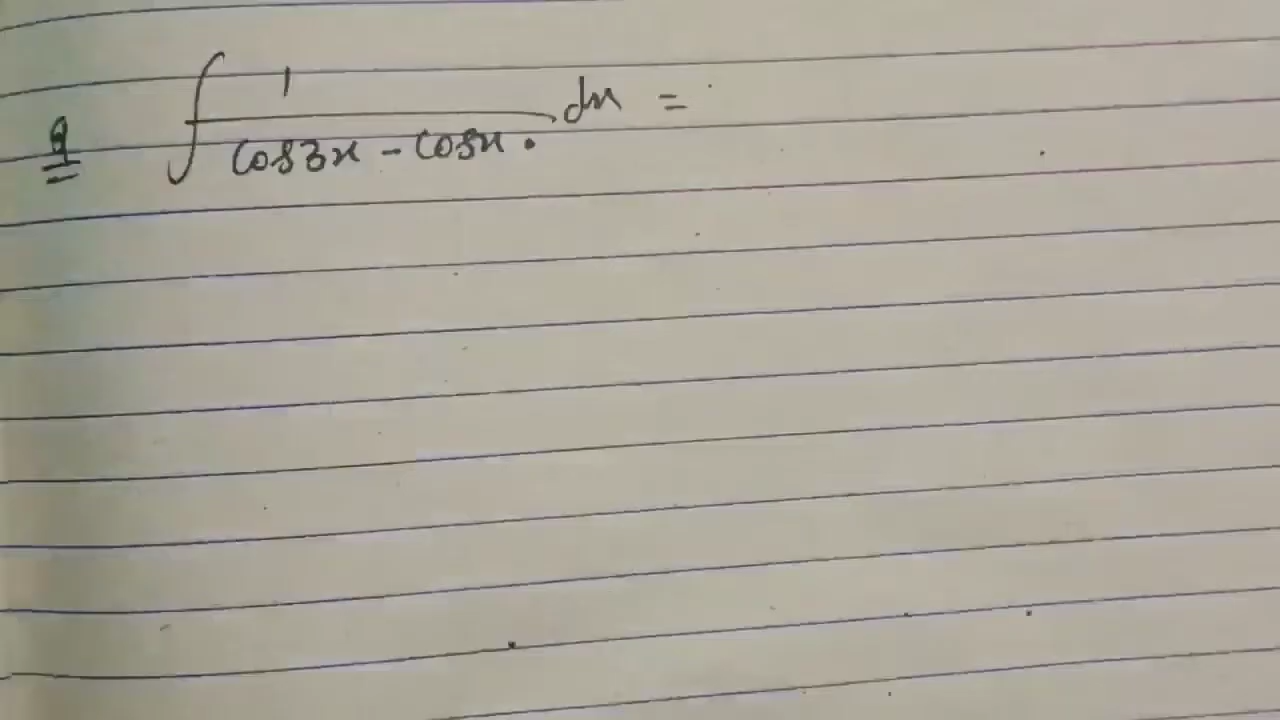 Q ∫ 1 / (cos3x - cosx) dx =